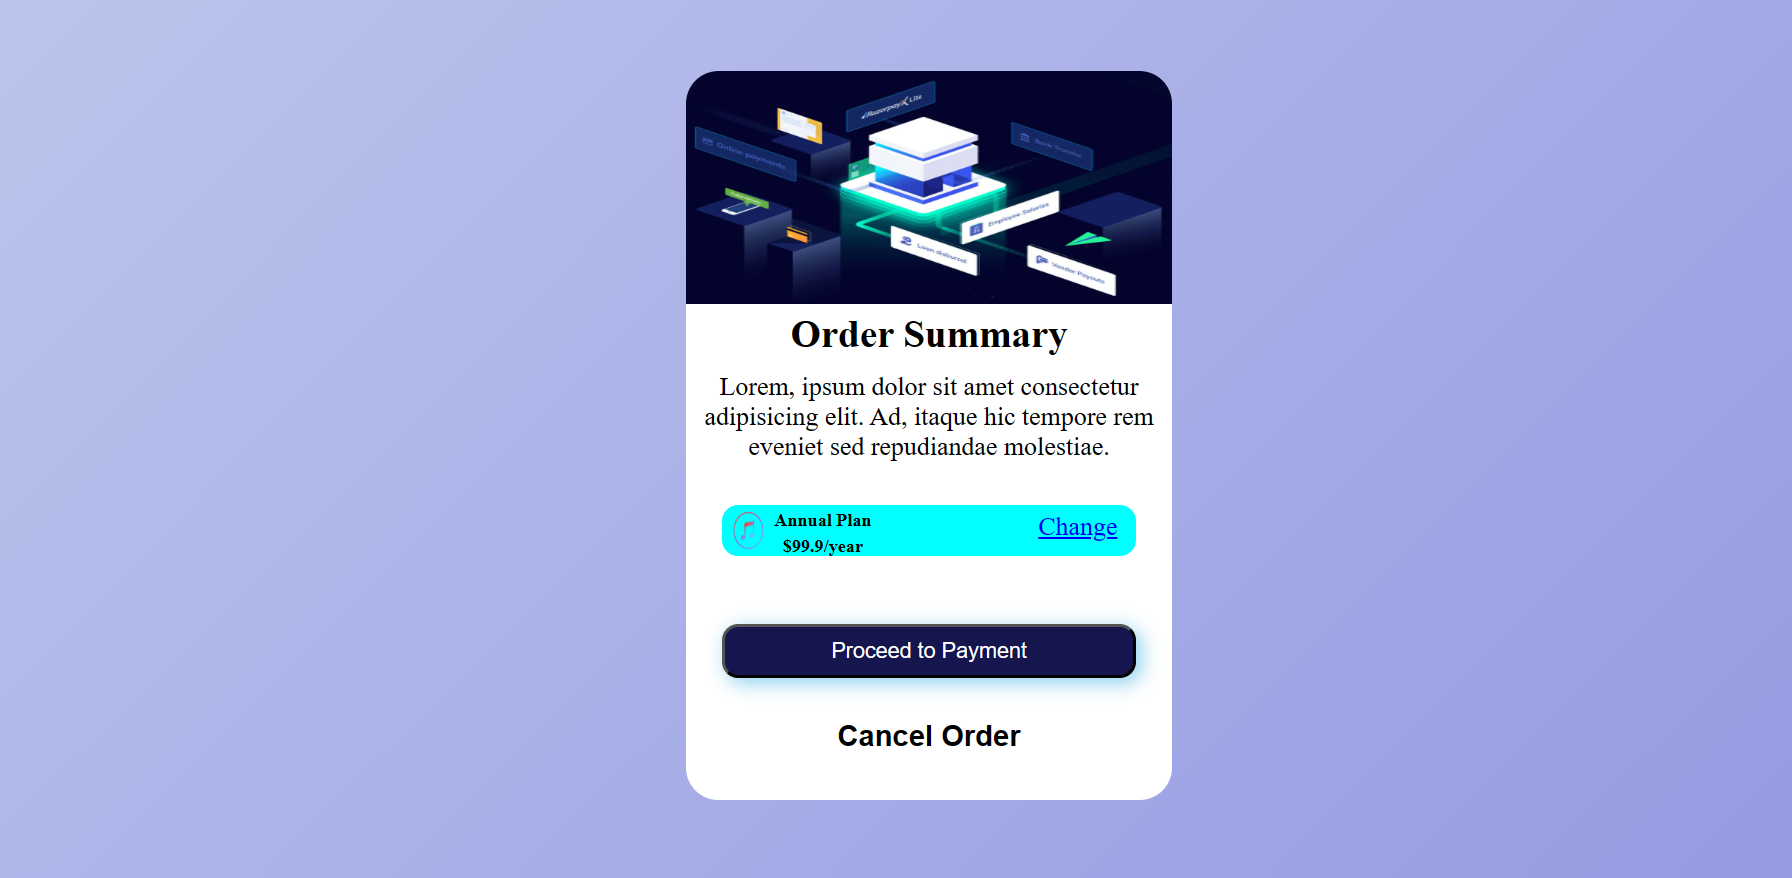 RazorpayX Lite
Online payments
Bank Transfer
Employee Salaries
Loan disbursal
Vendor Payouts
Order Summary
Lorem, ipsum dolor sit amet consectetur
adipisicing elit. Ad, itaque hic tempore rem
eveniet sed repudiandae molestiae.
Annual Plan
Change
$99.9/year
Proceed to Payment
Cancel Order